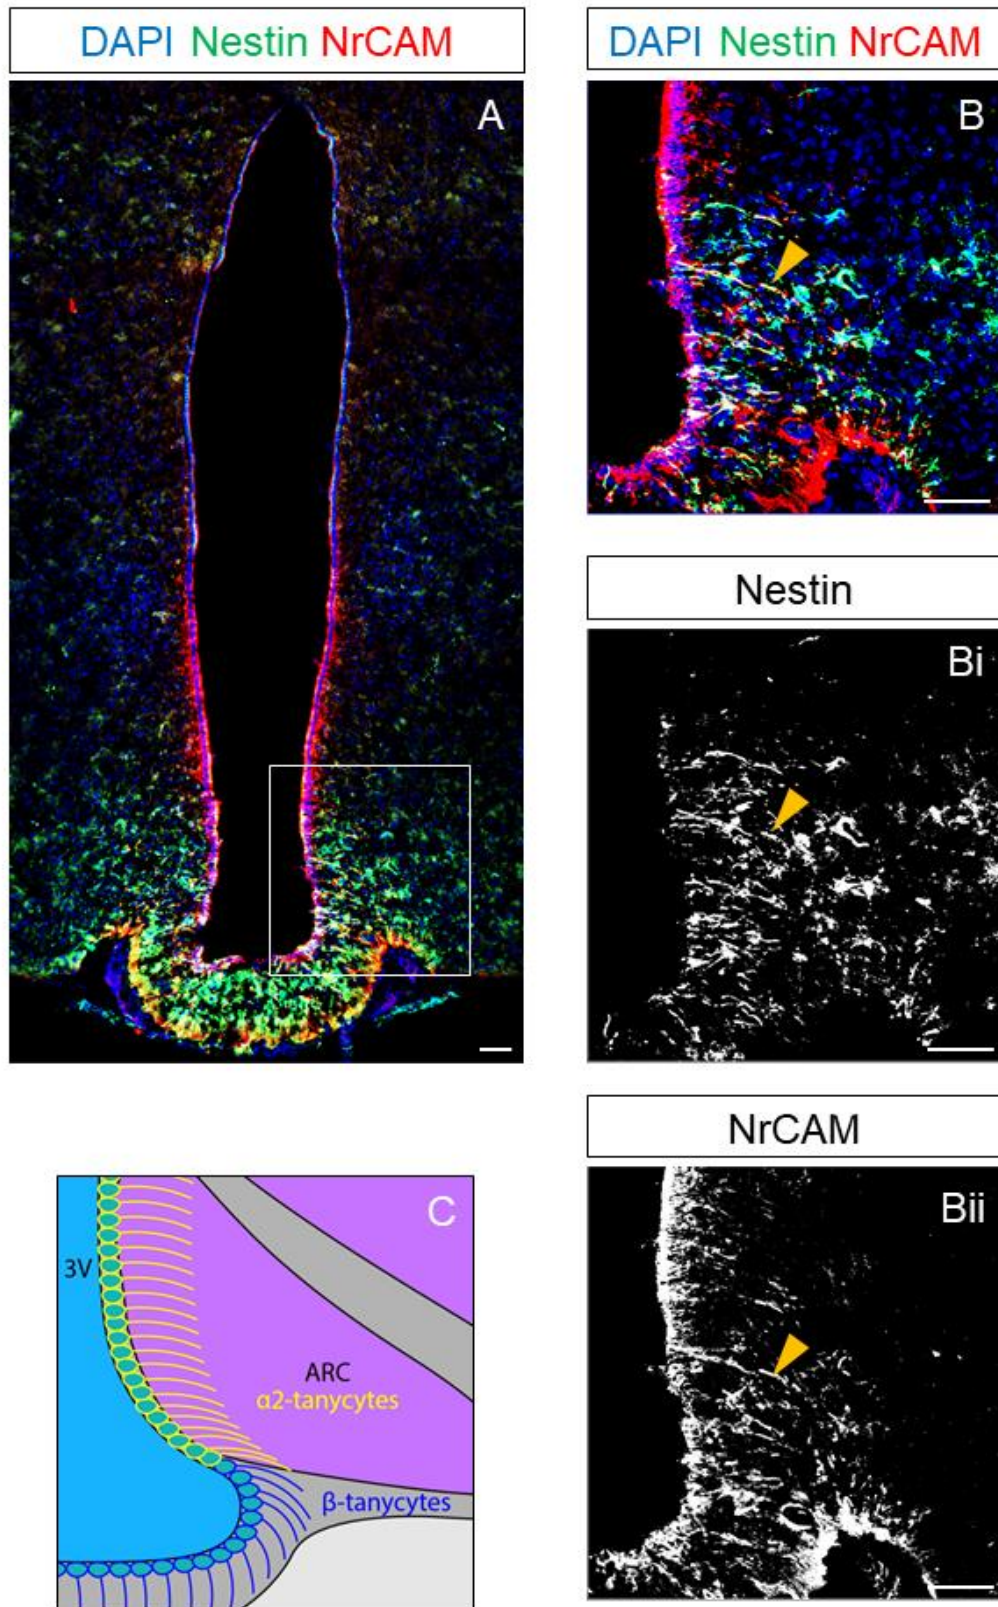 DAPI Nestin NrCAM
A
DAPI Nestin NrCAM
B
Nestin
Bi
NrCAM
Bii
C
3V
ARC
α2-tanycytes
β-tanycytes